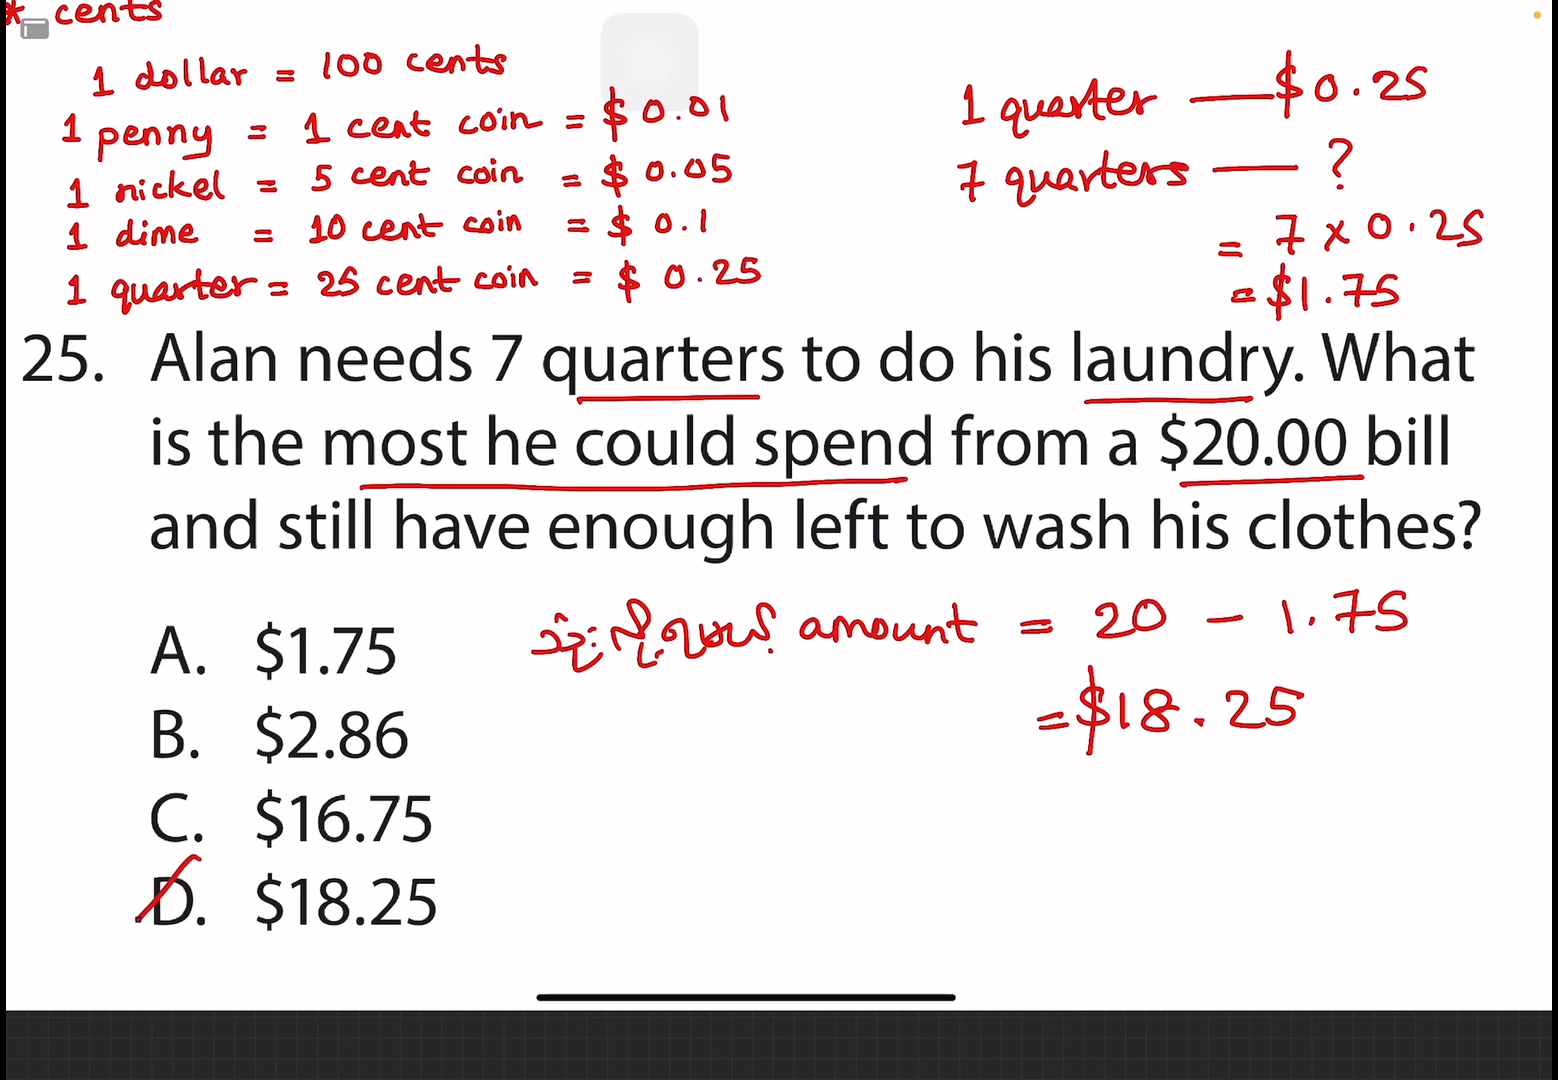 * cents
1 dollar = 100 cents
1 penny = 1 cent coin = $0.01
1 nickel = 5 cent coin = $0.05
1 dime = 10 cent coin = $0.1
1 quarter = 25 cent coin = $0.25
1 quarter — $0.25
7 quarters — ?
= 7 x 0.25
= $1.75
25. Alan needs 7 quarters to do his laundry. What
is the most he could spend from a $20.00 bill
and still have enough left to wash his clothes?
amount = 20 - 1.75
= $18.25
A. $1.75
B. $2.86
C. $16.75
D. $18.25